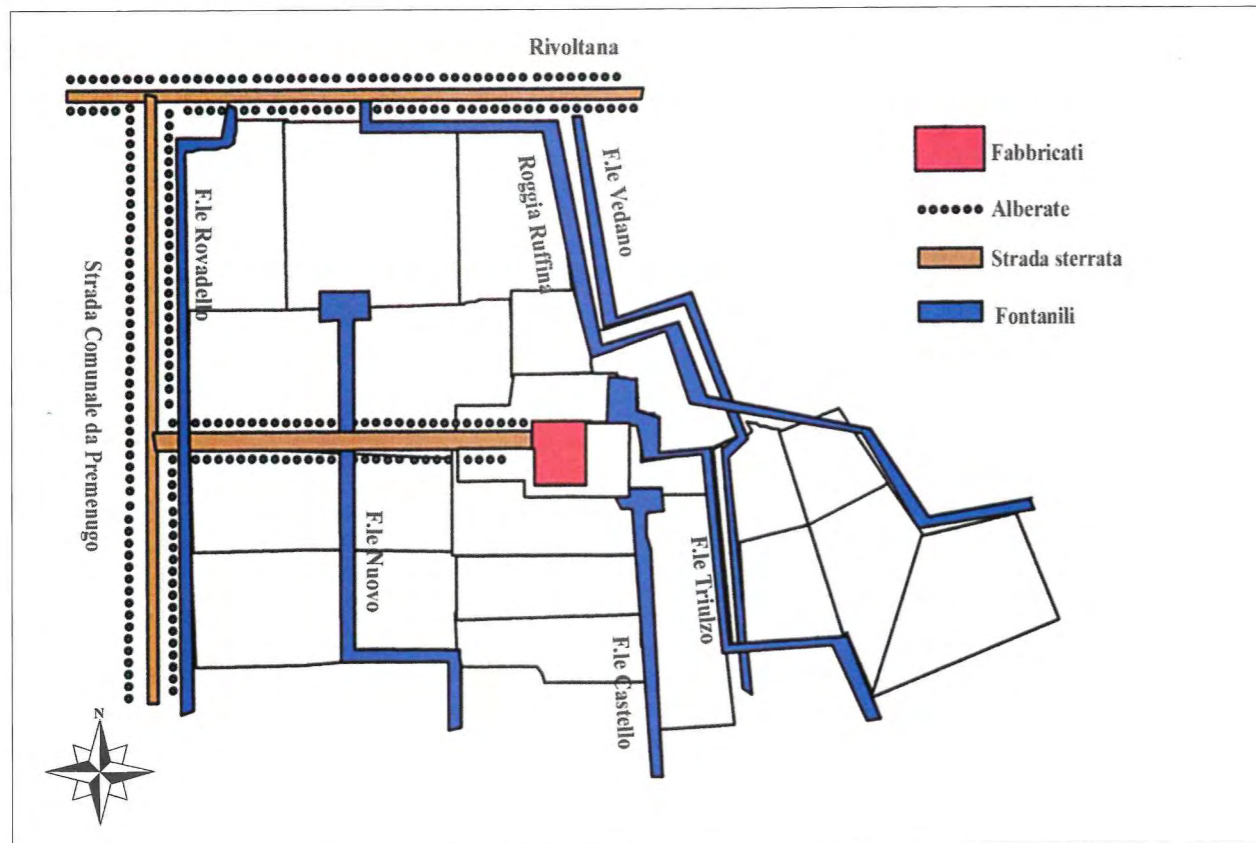 Rivoltana
Fabbricati
Alberate
Strada sterrata
Fontanili
F.le Vedano
Roggia Ruffina
F.le Rovadello
Strada Comunale da Premenugo
F.le Nuovo
F.le Triulzo
F.le Castello
N